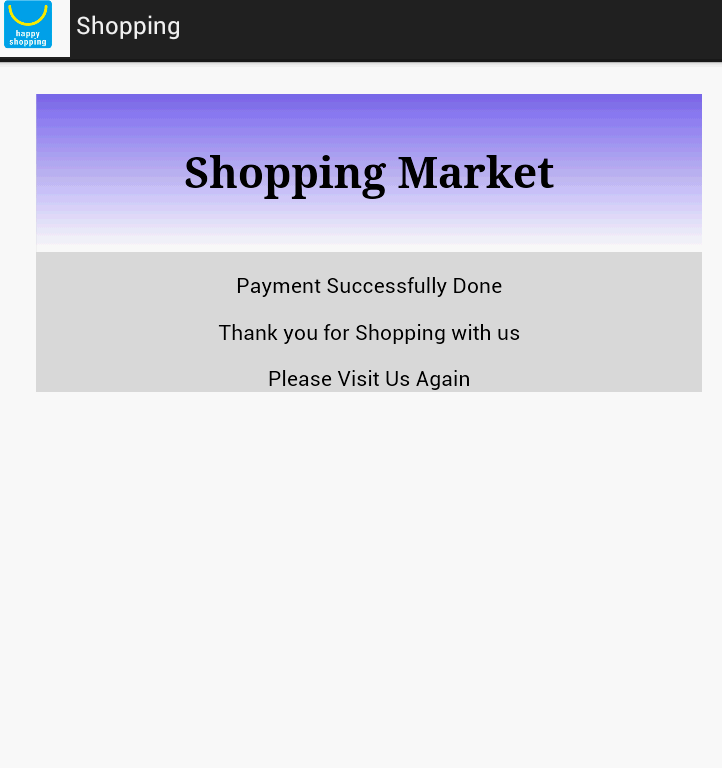 happy
shopping
Shopping
Shopping Market
Payment Successfully Done
Thank you for Shopping with us
Please Visit Us Again